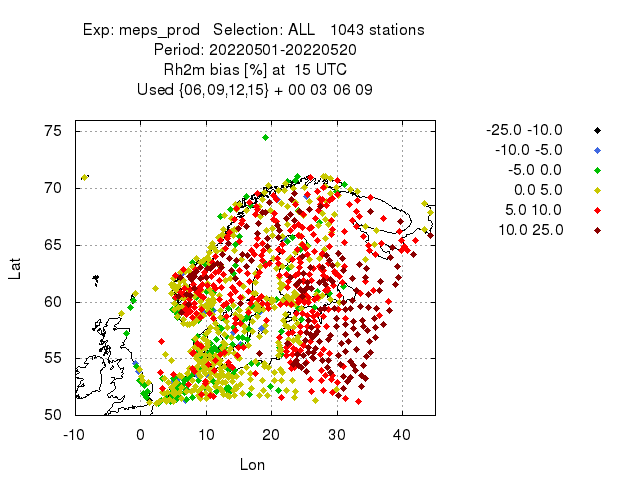 Exp: meps_prod   Selection: ALL   1043 stations
Period: 20220501-20220520
Rh2m bias [%] at  15 UTC
Used {06,09,12,15} + 00 03 06 09
-25.0 -10.0
-10.0 -5.0
-5.0 0.0
0.0 5.0
5.0 10.0
10.0 25.0
75
70
65
60
55
50
Lat
-10 0 10 20 30 40
Lon